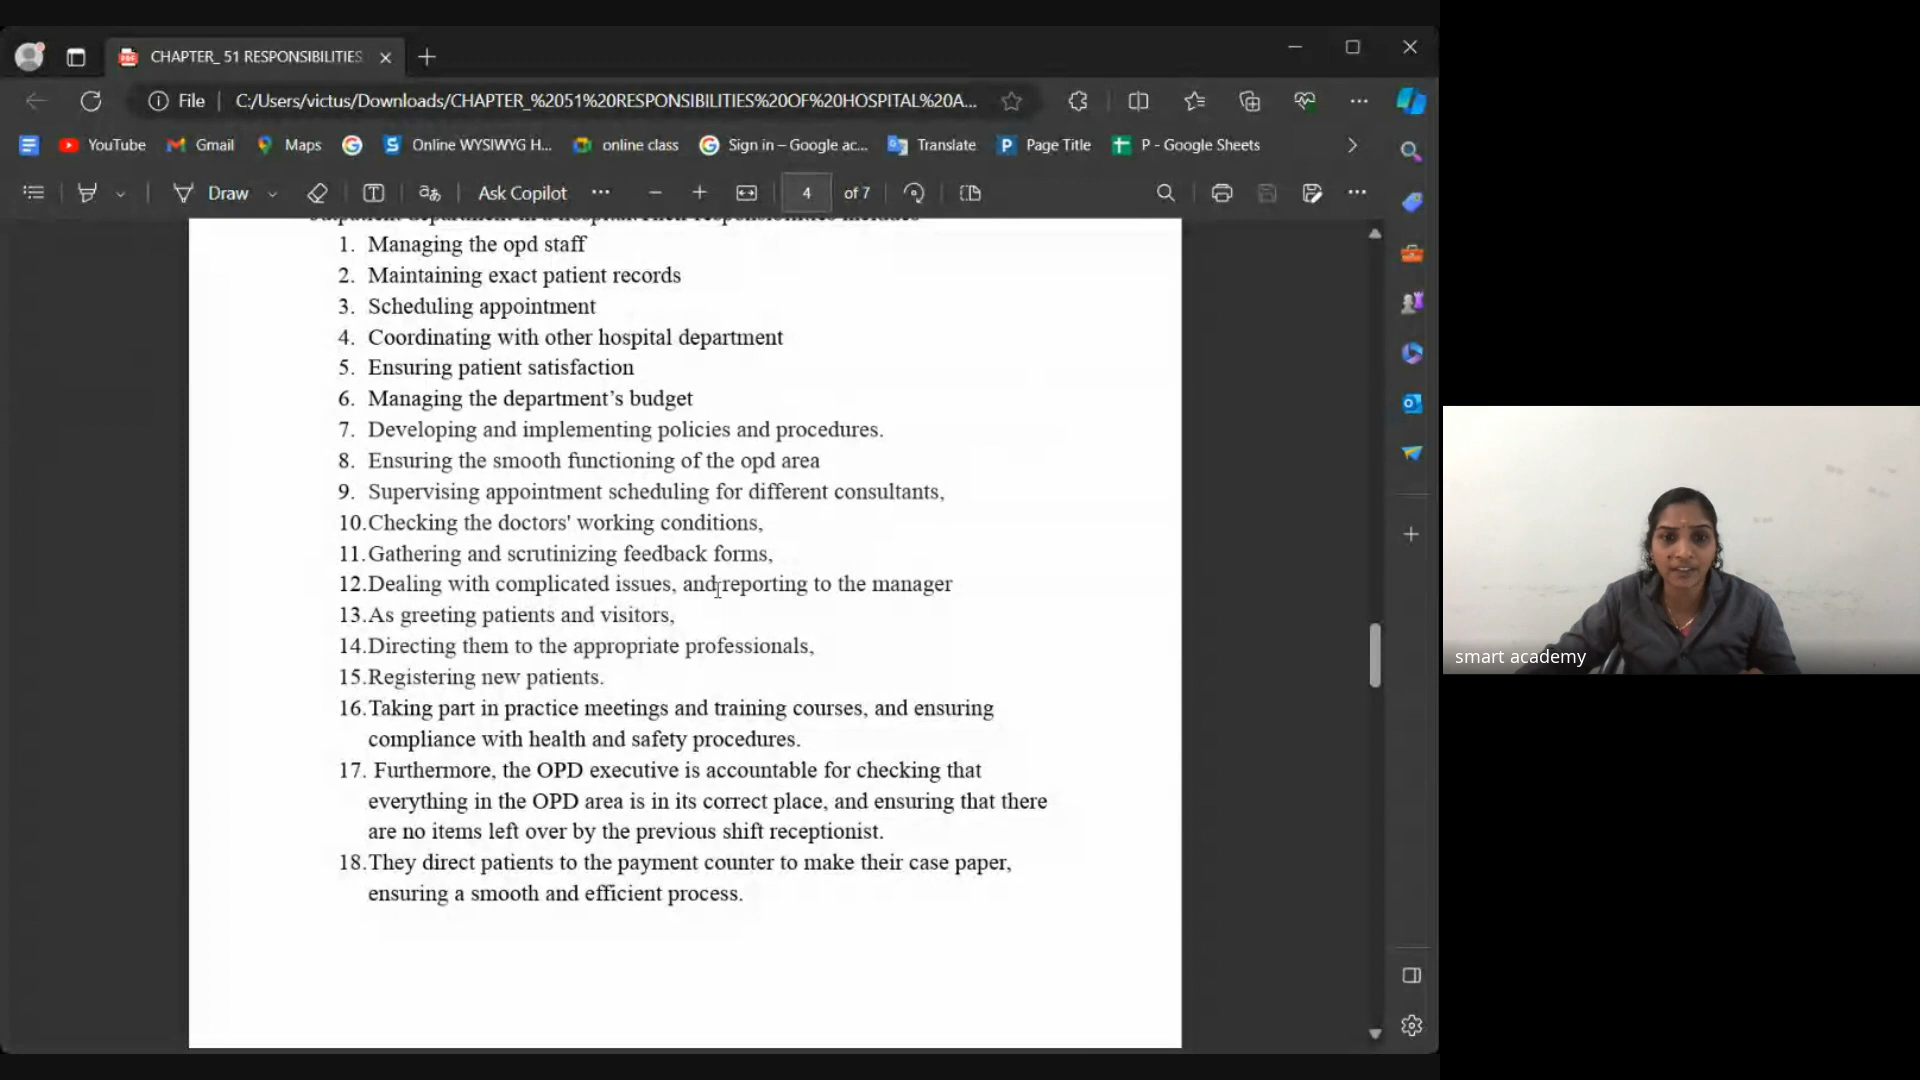 CHAPTER_ 51 RESPONSIBILITIES
File
C:/Users/victus/Downloads/CHAPTER_%2051%20RESPONSIBILITIES%20OF%20HOSPITAL%20A...
YouTube
Gmail
Maps
Online WYSIWYG H...
online class
Sign in – Google ac...
Translate
Page Title
P - Google Sheets
Draw
Ask Copilot
4
of 7
outpatient department in a hospital.Their responsibilities includes
1. Managing the opd staff
2. Maintaining exact patient records
3. Scheduling appointment
4. Coordinating with other hospital department
5. Ensuring patient satisfaction
6. Managing the department’s budget
7. Developing and implementing policies and procedures.
8. Ensuring the smooth functioning of the opd area
9. Supervising appointment scheduling for different consultants,
10.Checking the doctors' working conditions,
11.Gathering and scrutinizing feedback forms,
12.Dealing with complicated issues, and reporting to the manager
13.As greeting patients and visitors,
14.Directing them to the appropriate professionals,
15.Registering new patients.
16.Taking part in practice meetings and training courses, and ensuring
compliance with health and safety procedures.
17. Furthermore, the OPD executive is accountable for checking that
everything in the OPD area is in its correct place, and ensuring that there
are no items left over by the previous shift receptionist.
18.They direct patients to the payment counter to make their case paper,
ensuring a smooth and efficient process.
smart academy